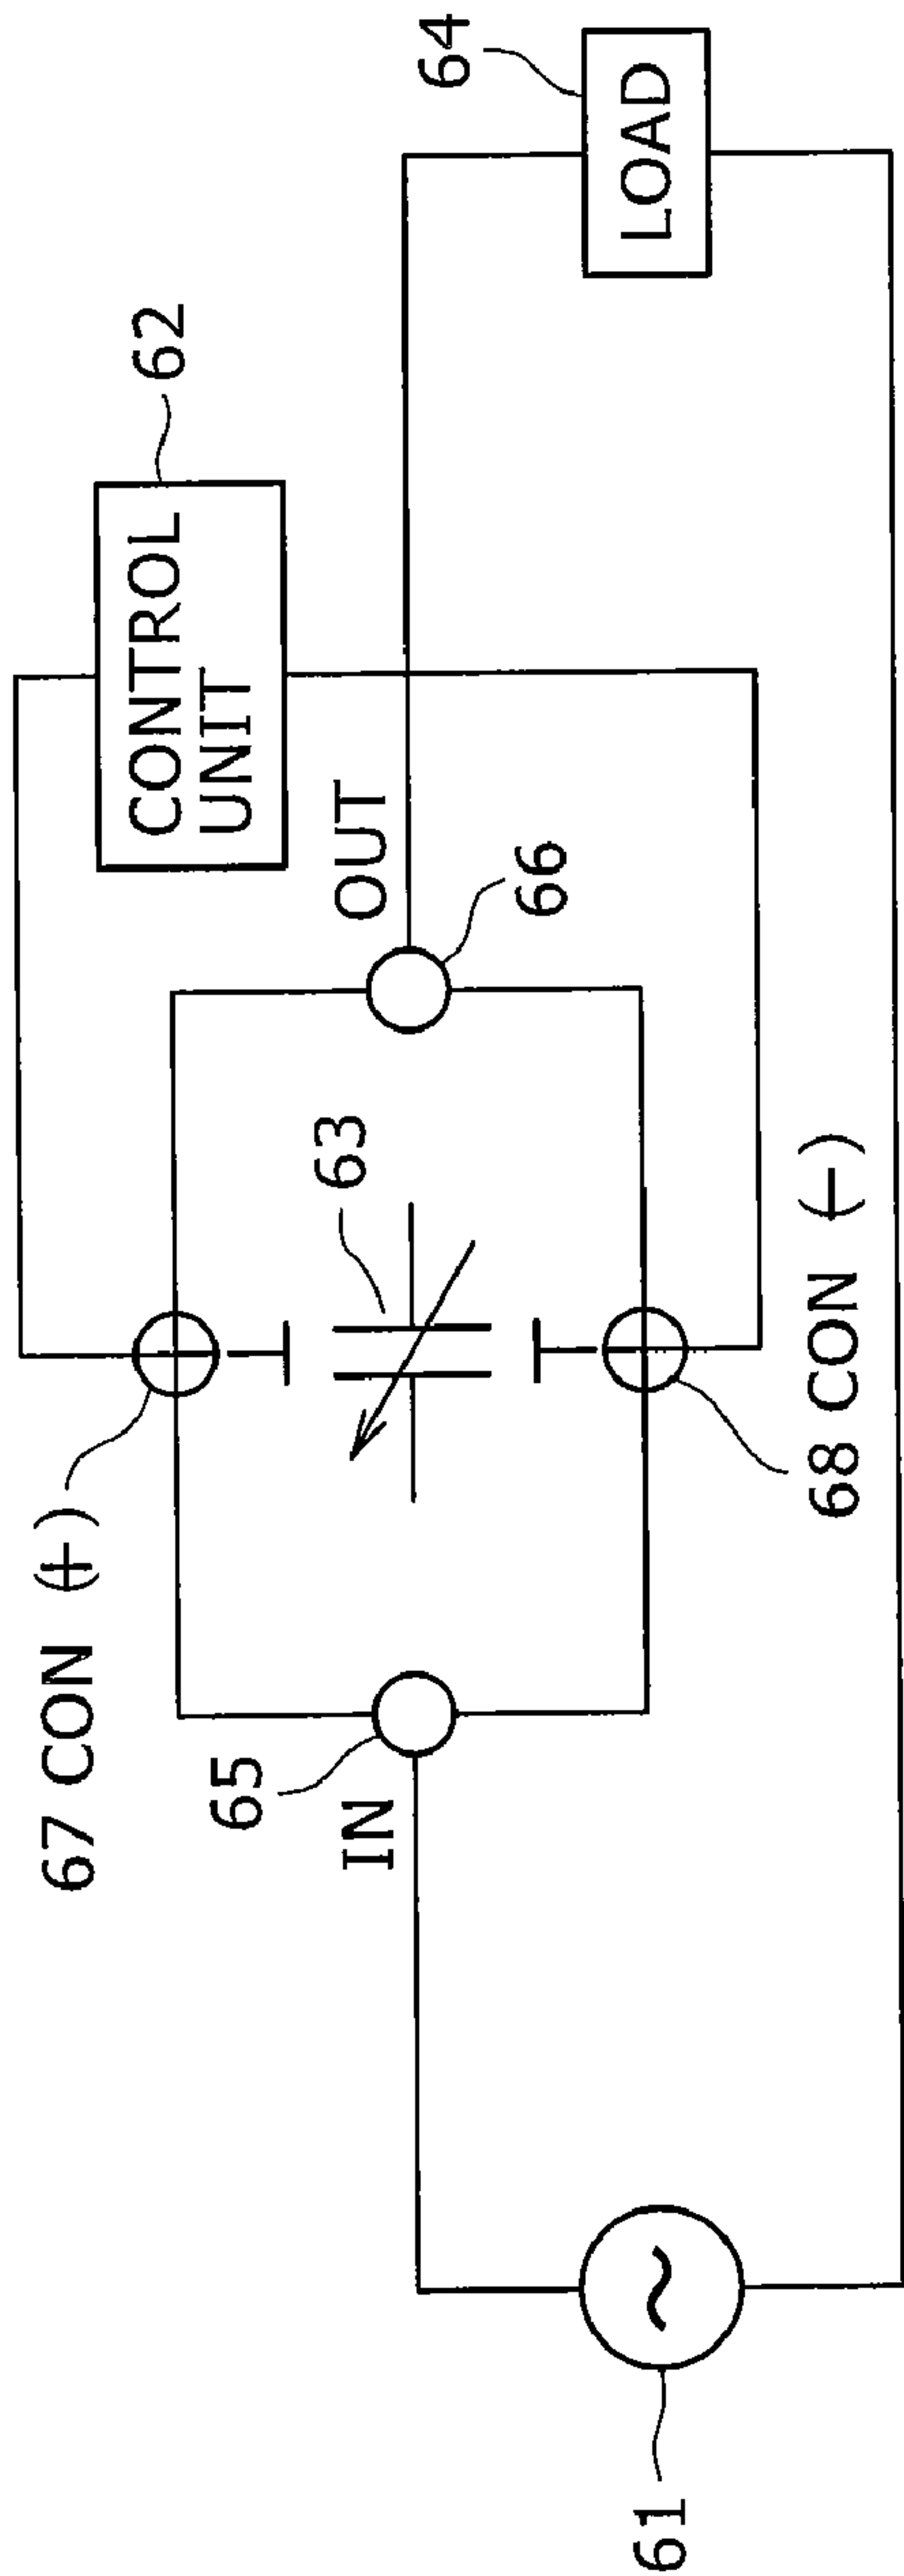 67 CON (+)
CONTROL
UNIT
62
64
LOAD
65
IN
63
OUT
66
68 CON (−)
61